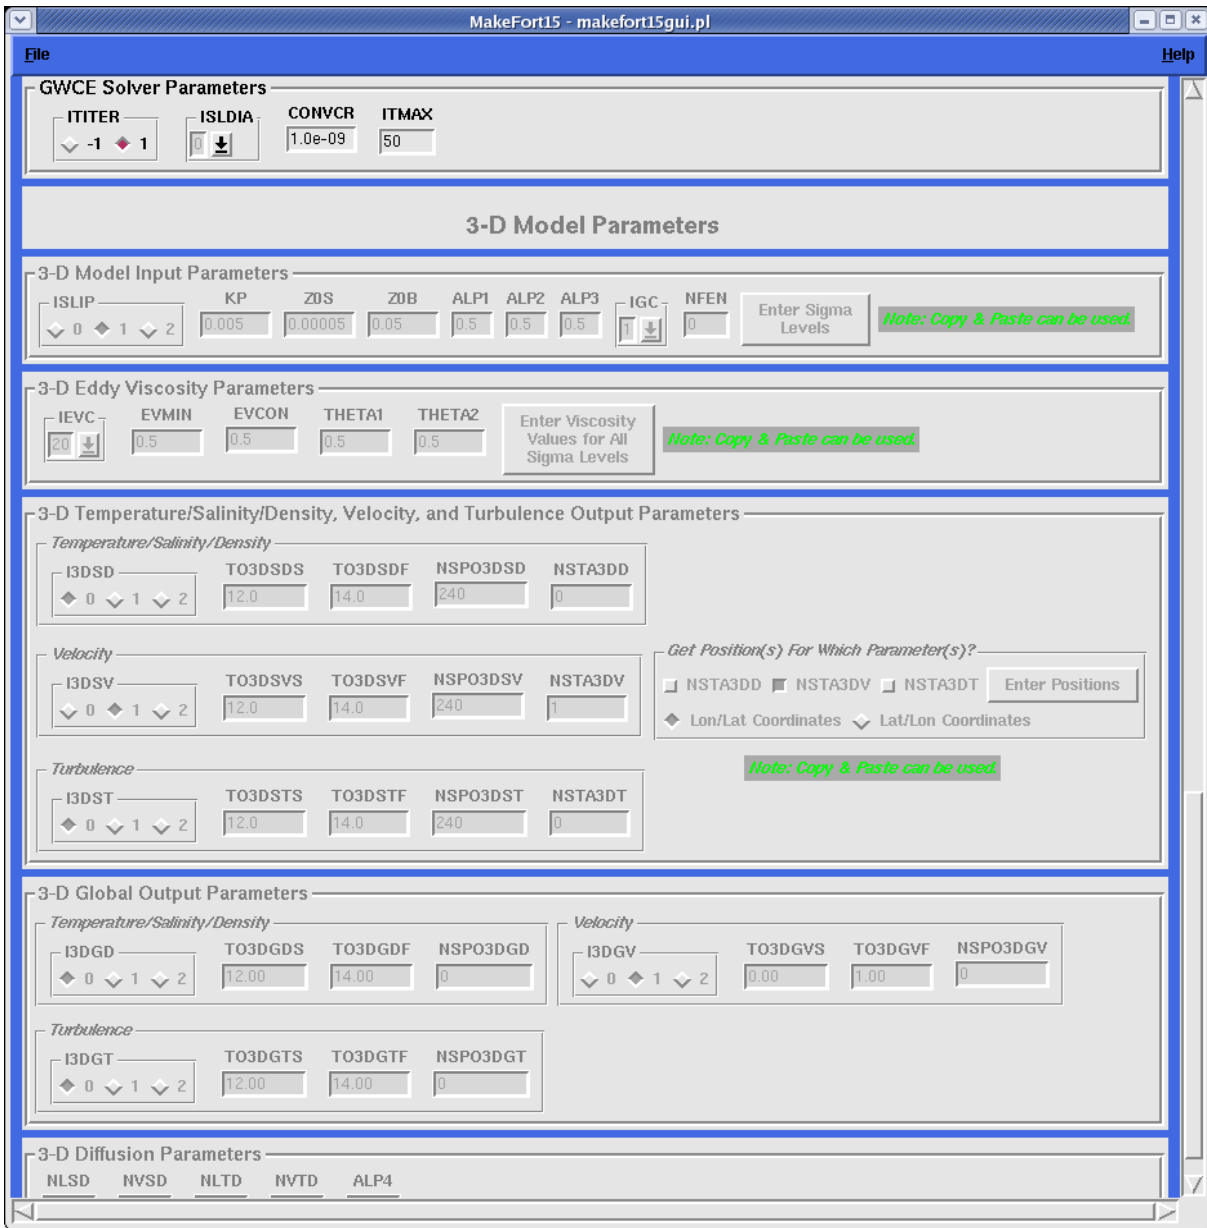 MakeFort15 - makefort15gui.pl
File Help
GWCE Solver Parameters
ITITER ISLDIA CONVCR ITMAX
-1 1 0 1.0e-09 50
3-D Model Parameters
3-D Model Input Parameters
ISLIP KP Z0S Z0B ALP1 ALP2 ALP3 IGC NFEN
0 1 2 0.005 0.00005 0.05 0.5 0.5 0.5 1 0
Enter Sigma
Levels
Note: Copy & Paste can be used.
3-D Eddy Viscosity Parameters
IEVC EVMIN EVCON THETA1 THETA2
20 0.5 0.5 0.5 0.5
Enter Viscosity
Values for All
Sigma Levels
Note: Copy & Paste can be used.
3-D Temperature/Salinity/Density, Velocity, and Turbulence Output Parameters
Temperature/Salinity/Density
I3DSD TO3DSDS TO3DSDF NSPO3DSD NSTA3DD
0 1 2 12.0 14.0 240 0
Velocity
I3DSV TO3DSVS TO3DSVF NSPO3DSV NSTA3DV
0 1 2 12.0 14.0 240 1
Get Position(s) For Which Parameter(s)?
NSTA3DD NSTA3DV NSTA3DT Enter Positions
Lon/Lat Coordinates Lat/Lon Coordinates
Note: Copy & Paste can be used.
Turbulence
I3DST TO3DSTS TO3DSTF NSPO3DST NSTA3DT
0 1 2 12.0 14.0 240 0
3-D Global Output Parameters
Temperature/Salinity/Density
I3DGD TO3DGDS TO3DGDF NSPO3DGD
0 1 2 12.00 14.00 0
Velocity
I3DGV TO3DGVS TO3DGVF NSPO3DGV
0 1 2 0.00 1.00 0
Turbulence
I3DGT TO3DGTS TO3DGTF NSPO3DGT
0 1 2 12.00 14.00 0
3-D Diffusion Parameters
NLSD NVSD NLTD NVTD ALP4